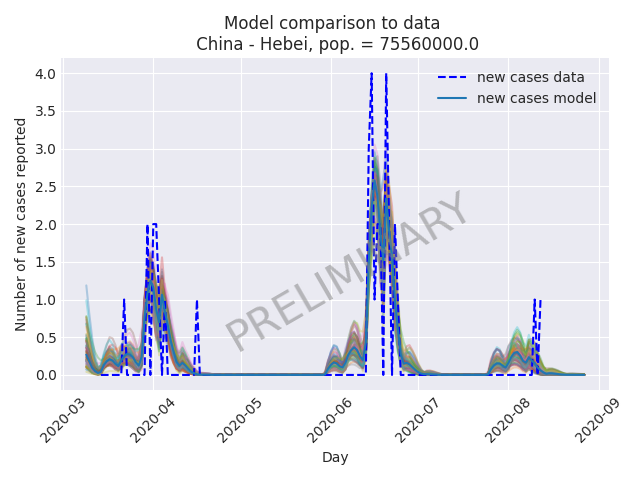 Model comparison to data
China - Hebei, pop. = 75560000.0
new cases data
new cases model
Number of new cases reported
4.0
3.5
3.0
2.5
2.0
1.5
1.0
0.5
0.0
PRELIMINARY
2020-03
2020-04
2020-05
2020-06
2020-07
2020-08
2020-09
Day